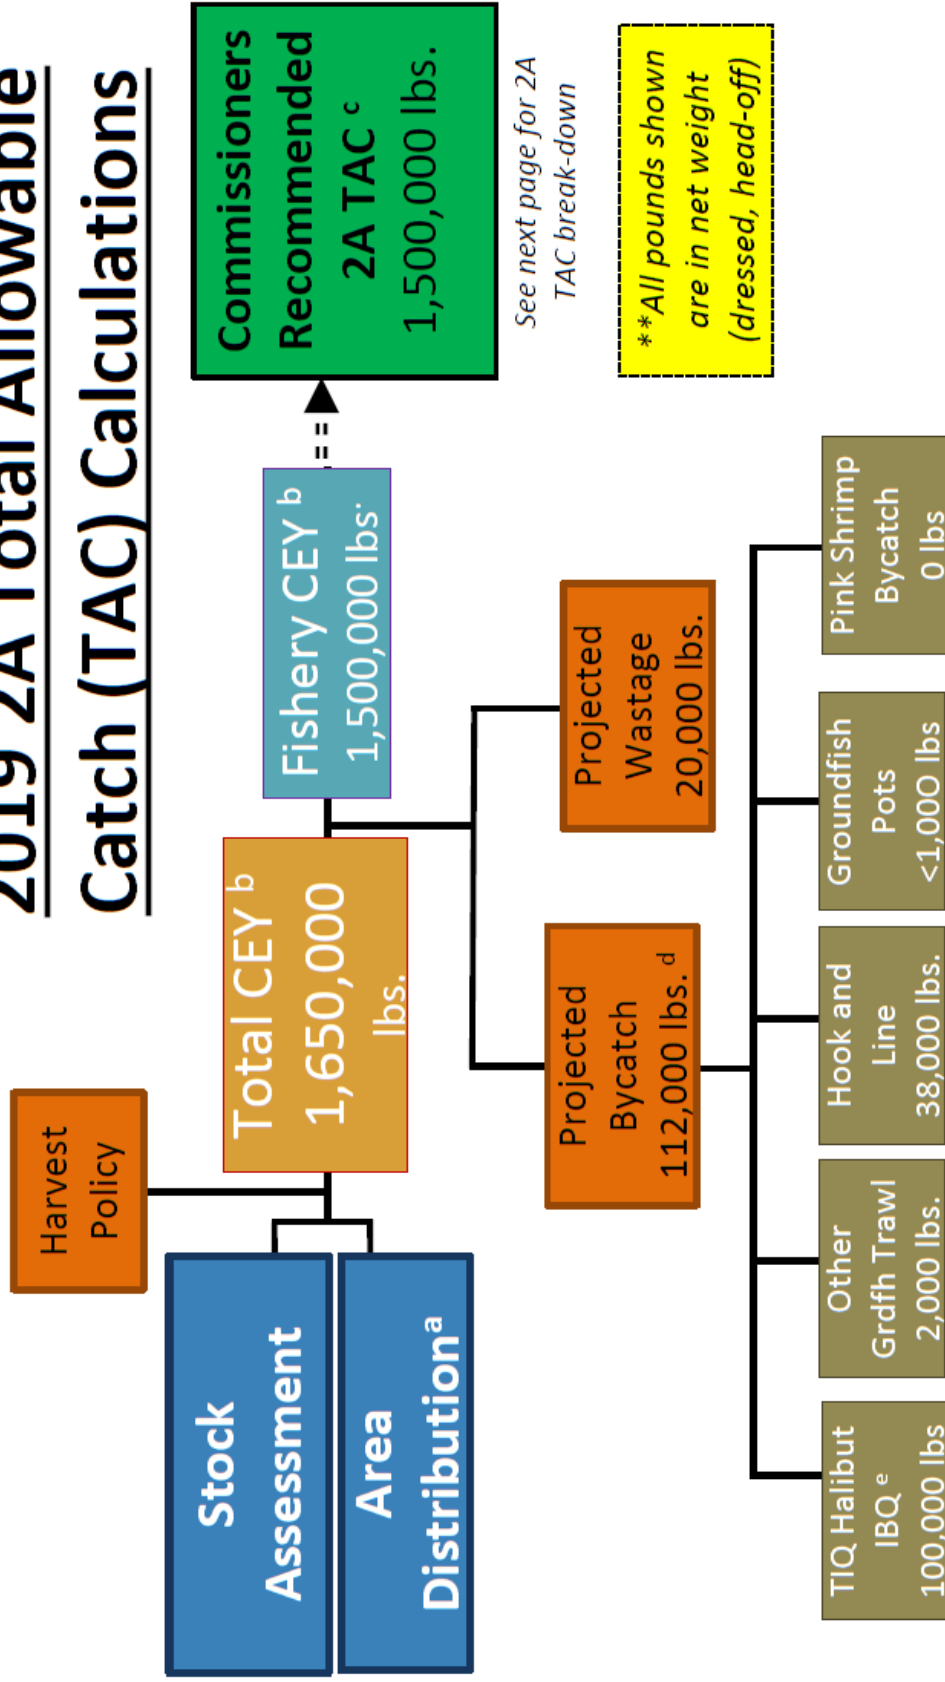 2019 2A Total Allowable
Catch (TAC) Calculations
Harvest
Policy
Stock
Assessment
Area
Distribution a
Total CEY b
1,650,000
lbs.
Fishery CEY b
1,500,000 lbs.
==
Commissioners
Recommended
2A TAC c
1,500,000 lbs.
See next page for 2A
TAC break-down
**All pounds shown
are in net weight
(dressed, head-off)
Projected
Bycatch
112,000 lbs. d
Projected
Wastage
20,000 lbs.
TIQ Halibut
IBQ e
100,000 lbs
Other
Grdfh Trawl
2,000 lbs.
Hook and
Line
38,000 lbs.
Groundfish
Pots
<1,000 lbs
Pink Shrimp
Bycatch
0 lbs